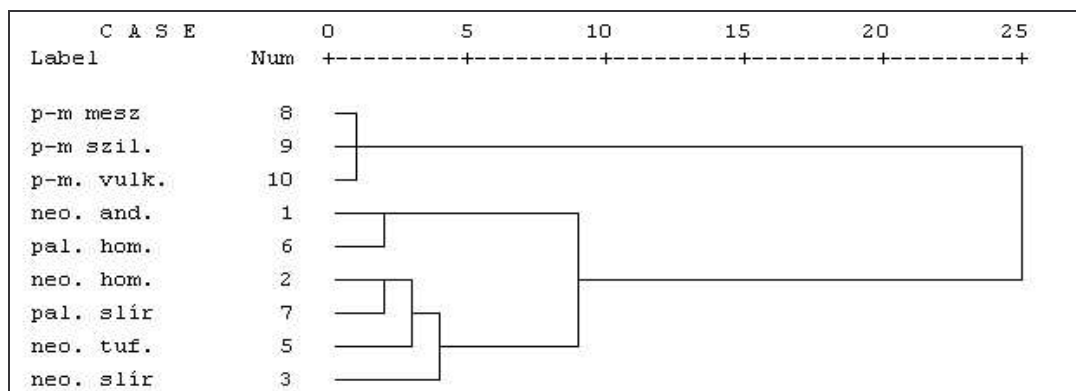 C A S E 0 5 10 15 20 25
Label Num +---------+---------+---------+---------+---------+
p-m mesz 8
p-m szil. 9
p-m. vulk. 10
neo. and. 1
pal. hom. 6
neo. hom. 2
pal. slír 7
neo. tuf. 5
neo. slír 3